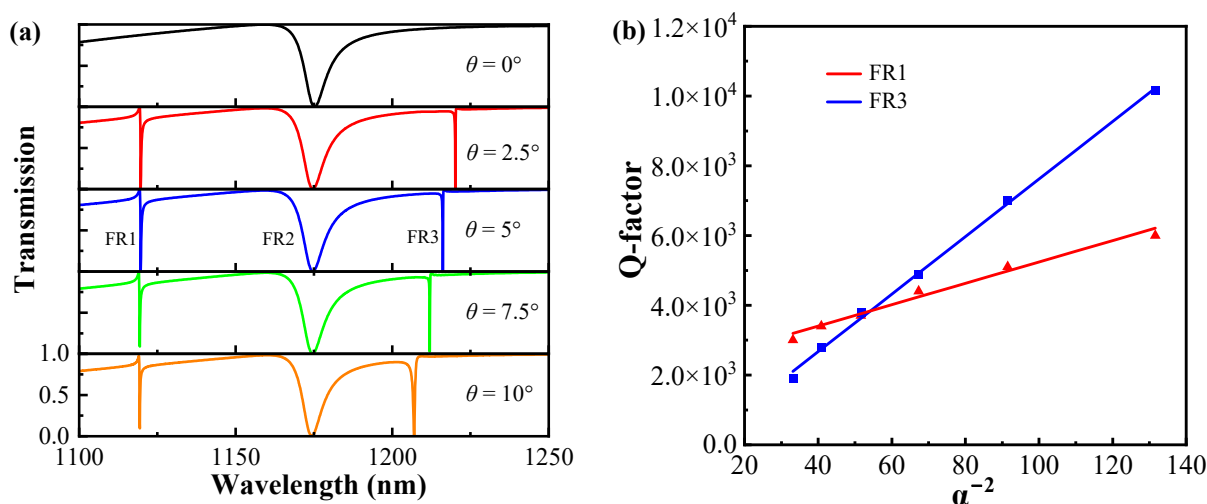 (a)
Transmission
θ = 0°
θ = 2.5°
FR1
FR2
FR3
θ = 5°
θ = 7.5°
1.0
θ = 10°
0.5
0.0
1100
1150
1200
1250
Wavelength (nm)
(b)
1.2×10⁴
1.0×10⁴
8.0×10³
6.0×10³
4.0×10³
2.0×10³
0.0
Q-factor
FR1
FR3
20
40
60
80
100
120
140
α⁻²